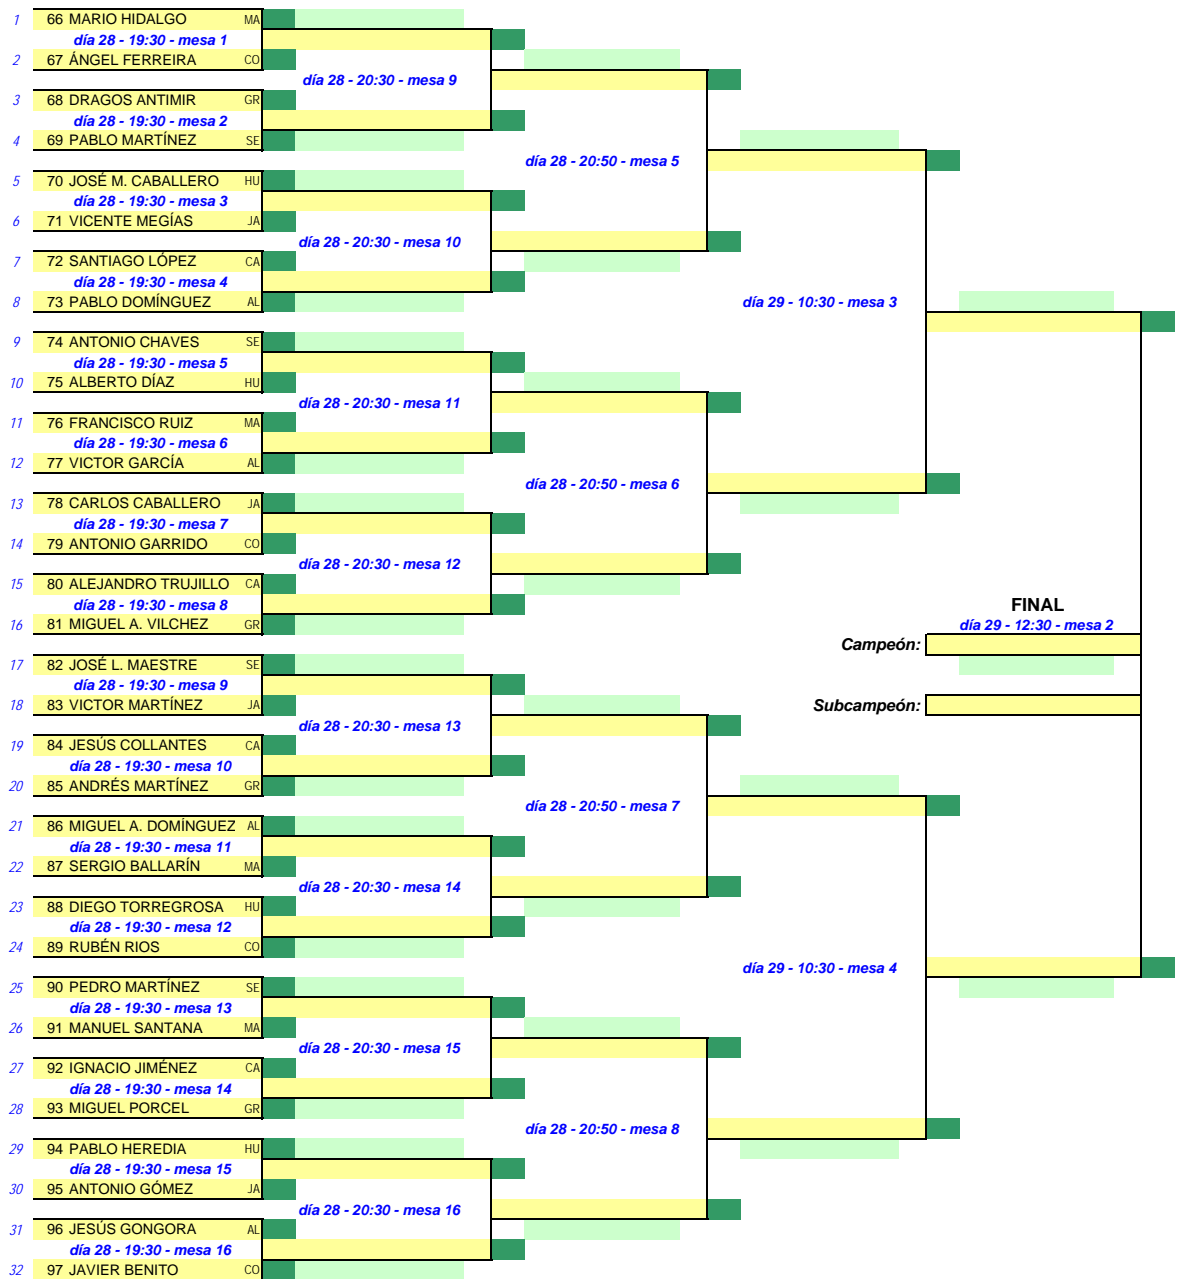 1 66 MARIO HIDALGO MA
día 28 - 19:30 - mesa 1
2 67 ÁNGEL FERREIRA CO
día 28 - 20:30 - mesa 9
3 68 DRAGOS ANTIMIR GR
día 28 - 19:30 - mesa 2
4 69 PABLO MARTÍNEZ SE
día 28 - 20:50 - mesa 5
5 70 JOSÉ M. CABALLERO HU
día 28 - 19:30 - mesa 3
6 71 VICENTE MEGÍAS JA
día 28 - 20:30 - mesa 10
7 72 SANTIAGO LÓPEZ CA
día 28 - 19:30 - mesa 4
8 73 PABLO DOMÍNGUEZ AL
día 29 - 10:30 - mesa 3
9 74 ANTONIO CHAVES SE
día 28 - 19:30 - mesa 5
10 75 ALBERTO DÍAZ HU
día 28 - 20:30 - mesa 11
11 76 FRANCISCO RUIZ MA
día 28 - 19:30 - mesa 6
12 77 VICTOR GARCÍA AL
día 28 - 20:50 - mesa 6
13 78 CARLOS CABALLERO JA
día 28 - 19:30 - mesa 7
14 79 ANTONIO GARRIDO CO
día 28 - 20:30 - mesa 12
15 80 ALEJANDRO TRUJILLO CA
día 28 - 19:30 - mesa 8
16 81 MIGUEL A. VILCHEZ GR
FINAL
día 29 - 12:30 - mesa 2
Campeón:
17 82 JOSÉ L. MAESTRE SE
día 28 - 19:30 - mesa 9
18 83 VICTOR MARTÍNEZ JA
Subcampeón:
día 28 - 20:30 - mesa 13
19 84 JESÚS COLLANTES CA
día 28 - 19:30 - mesa 10
20 85 ANDRÉS MARTÍNEZ GR
día 28 - 20:50 - mesa 7
21 86 MIGUEL A. DOMÍNGUEZ AL
día 28 - 19:30 - mesa 11
22 87 SERGIO BALLARÍN MA
día 28 - 20:30 - mesa 14
23 88 DIEGO TORREGROSA HU
día 28 - 19:30 - mesa 12
24 89 RUBÉN RIOS CO
día 29 - 10:30 - mesa 4
25 90 PEDRO MARTÍNEZ SE
día 28 - 19:30 - mesa 13
26 91 MANUEL SANTANA MA
día 28 - 20:30 - mesa 15
27 92 IGNACIO JIMÉNEZ CA
día 28 - 19:30 - mesa 14
28 93 MIGUEL PORCEL GR
día 28 - 20:50 - mesa 8
29 94 PABLO HEREDIA HU
día 28 - 19:30 - mesa 15
30 95 ANTONIO GÓMEZ JA
día 28 - 20:30 - mesa 16
31 96 JESÚS GONGORA AL
día 28 - 19:30 - mesa 16
32 97 JAVIER BENITO CO